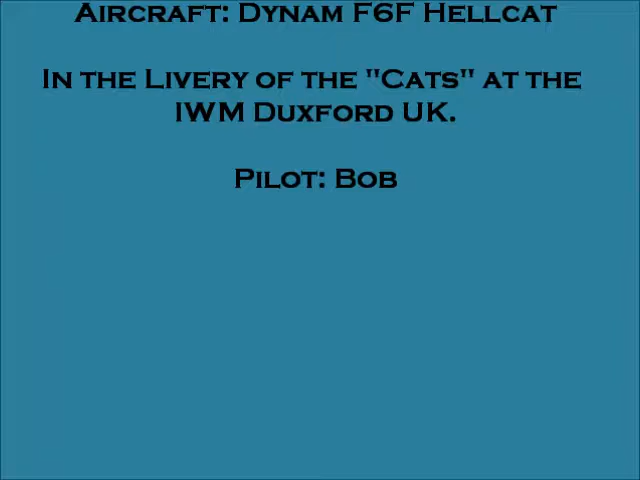 Aircraft: Dynam F6F Hellcat
In the Livery of the "Cats" at the
IWM Duxford UK.
Pilot: Bob